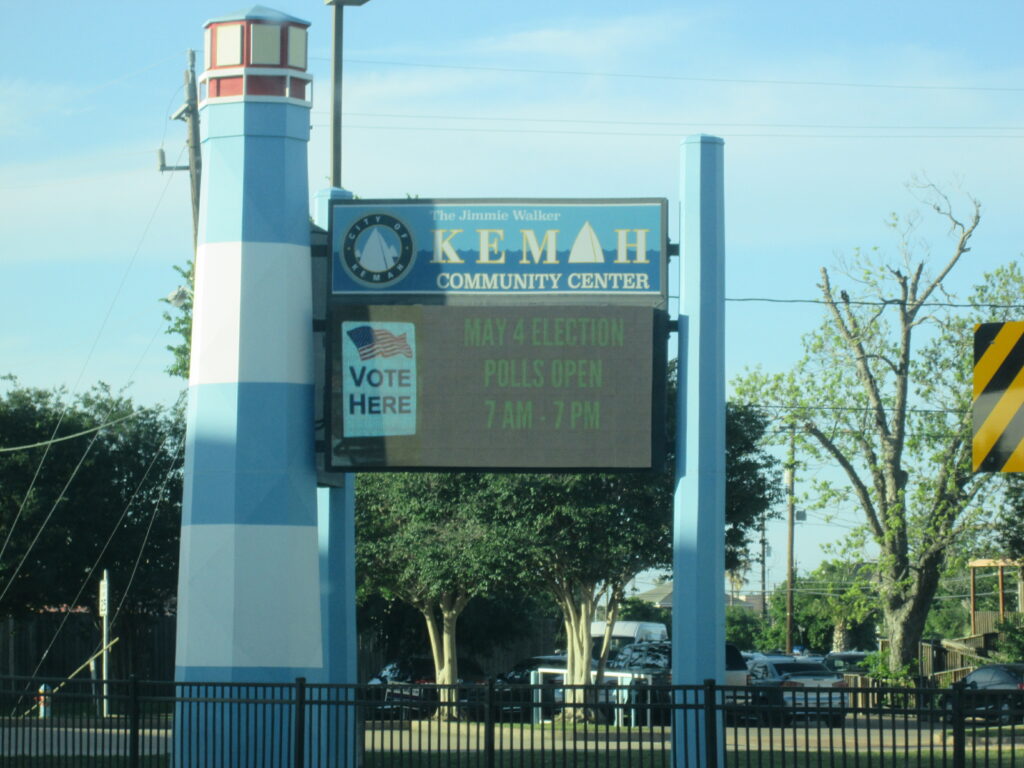 The Jimmie Walker
CITY OF
KEMAH
KEMAH
COMMUNITY CENTER
VOTE
HERE
MAY 4 ELECTION
POLLS OPEN
7 AM - 7 PM